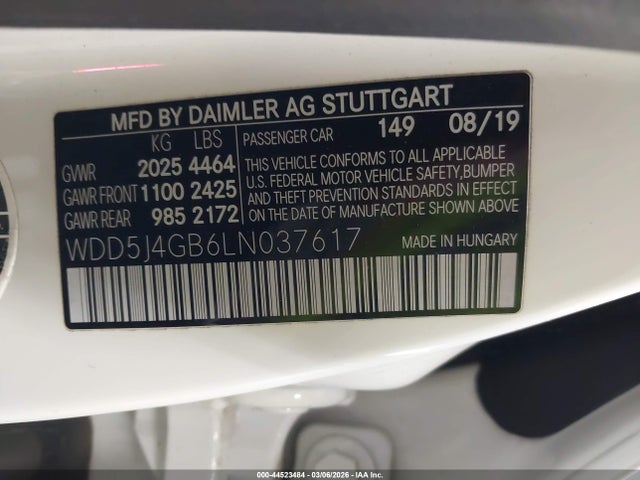 MFD BY DAIMLER AG STUTTGART
KG LBS
PASSENGER CAR 149 08/19
GVWR 2025 4464
GAWR FRONT 1100 2425
GAWR REAR 985 2172
THIS VEHICLE CONFORMS TO ALL APPLICABLE
U.S. FEDERAL MOTOR VEHICLE SAFETY,BUMPER
AND THEFT PREVENTION STANDARDS IN EFFECT
ON THE DATE OF MANUFACTURE SHOWN ABOVE
WDD5J4GB6LN037617
MADE IN HUNGARY
000-44523484 | 03/06/2026 - IAA Inc.